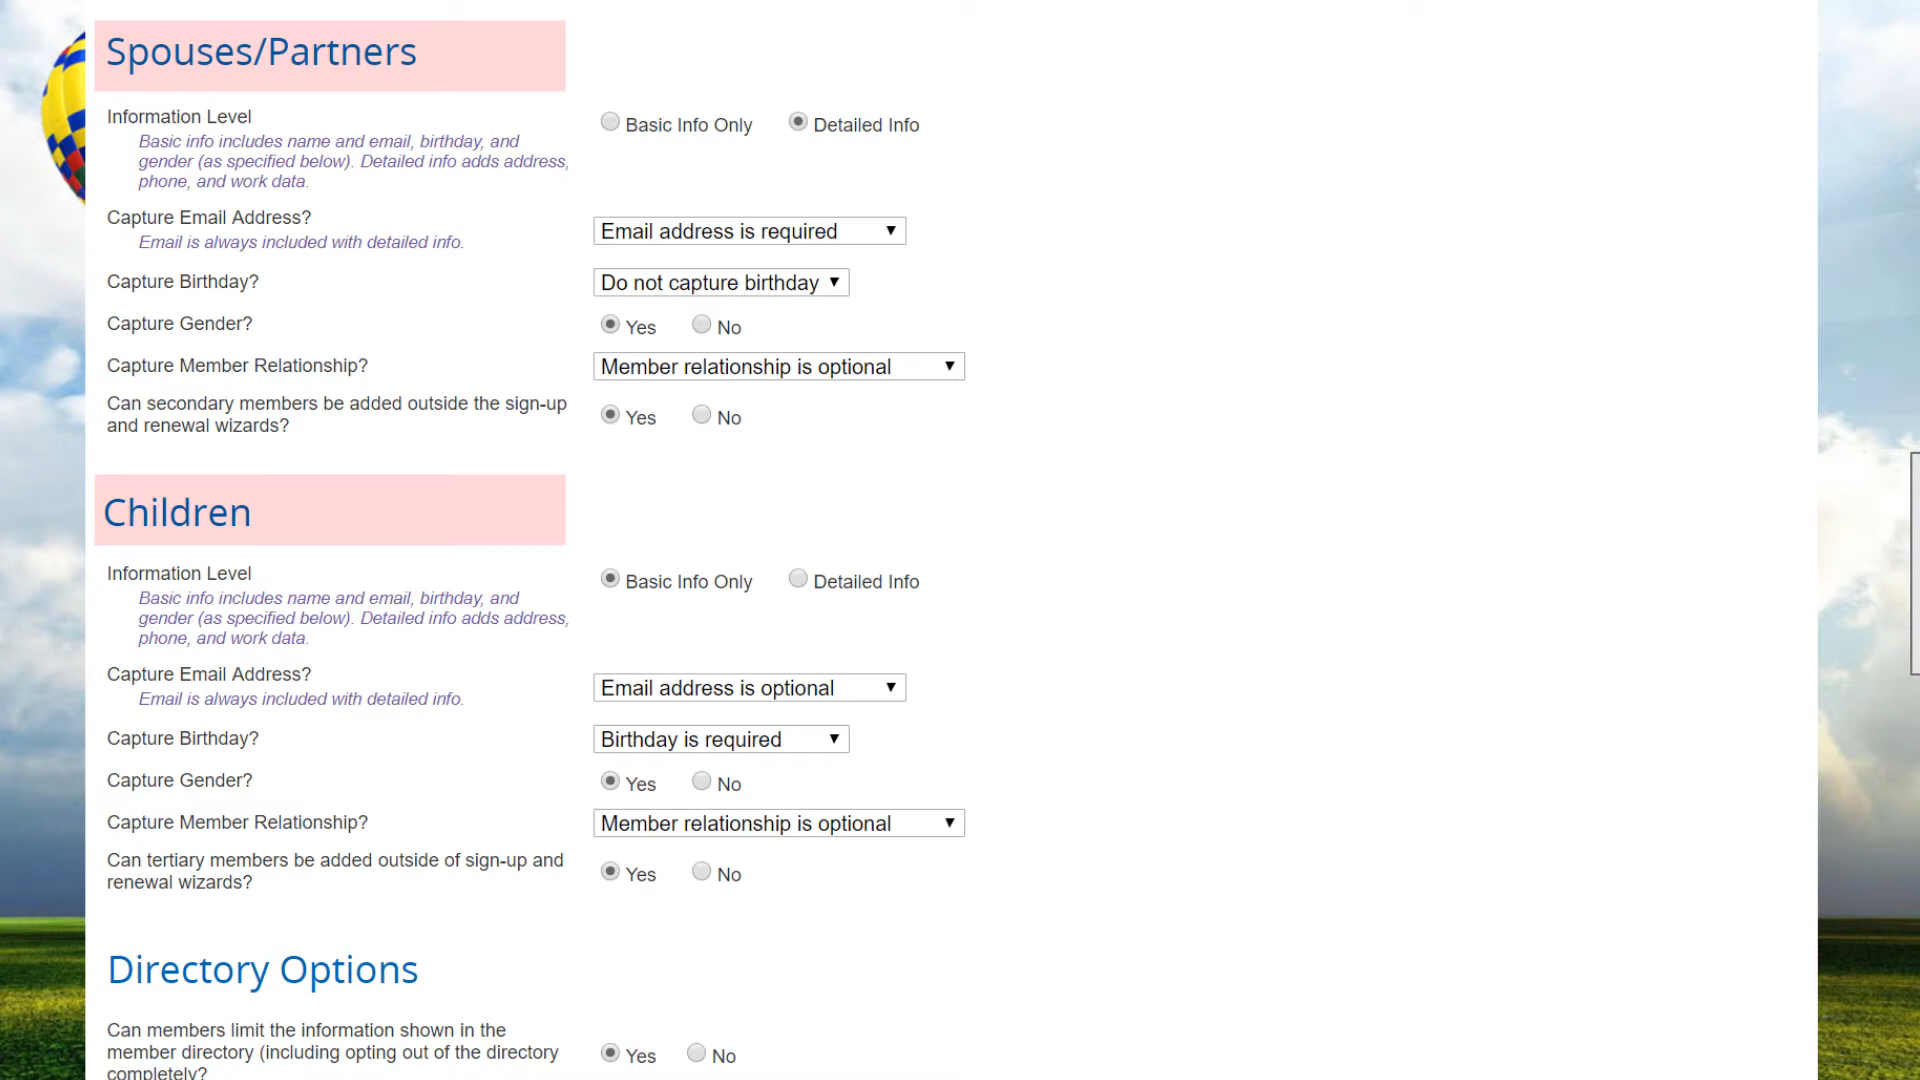 Spouses/Partners
Information Level
Basic info includes name and email, birthday, and
gender (as specified below). Detailed info adds address,
phone, and work data.
Basic Info Only Detailed Info
Capture Email Address?
Email is always included with detailed info.
Email address is required
Capture Birthday?
Do not capture birthday
Capture Gender?
Yes No
Capture Member Relationship?
Member relationship is optional
Can secondary members be added outside the sign-up
and renewal wizards?
Yes No
Children
Information Level
Basic info includes name and email, birthday, and
gender (as specified below). Detailed info adds address,
phone, and work data.
Basic Info Only Detailed Info
Capture Email Address?
Email is always included with detailed info.
Email address is optional
Capture Birthday?
Birthday is required
Capture Gender?
Yes No
Capture Member Relationship?
Member relationship is optional
Can tertiary members be added outside of sign-up and
renewal wizards?
Yes No
Directory Options
Can members limit the information shown in the
member directory (including opting out of the directory
completely?
Yes No